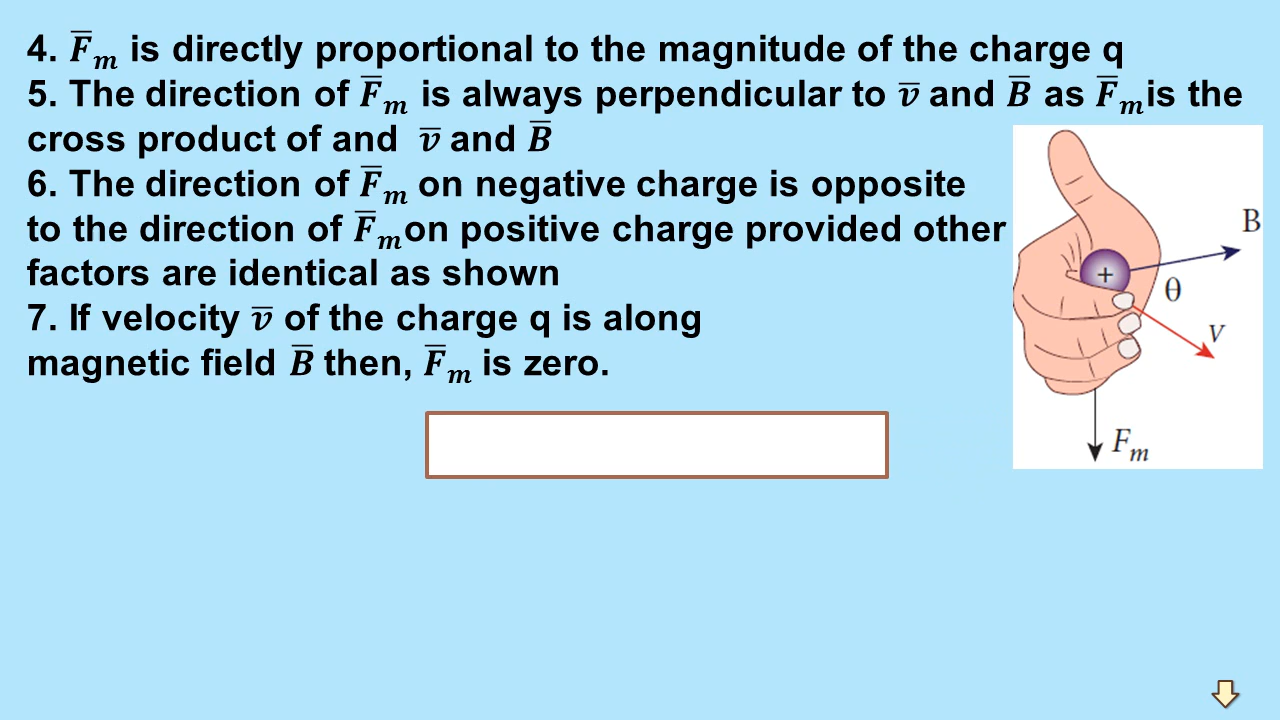 4. F̅ₘ is directly proportional to the magnitude of the charge q
5. The direction of F̅ₘ is always perpendicular to v̅ and B̅ as F̅ₘis the
cross product of and v̅ and B̅
6. The direction of F̅ₘ on negative charge is opposite
to the direction of F̅ₘon positive charge provided other
factors are identical as shown
7. If velocity v̅ of the charge q is along
magnetic field B̅ then, F̅ₘ is zero.
B
+
θ
V
Fₘ